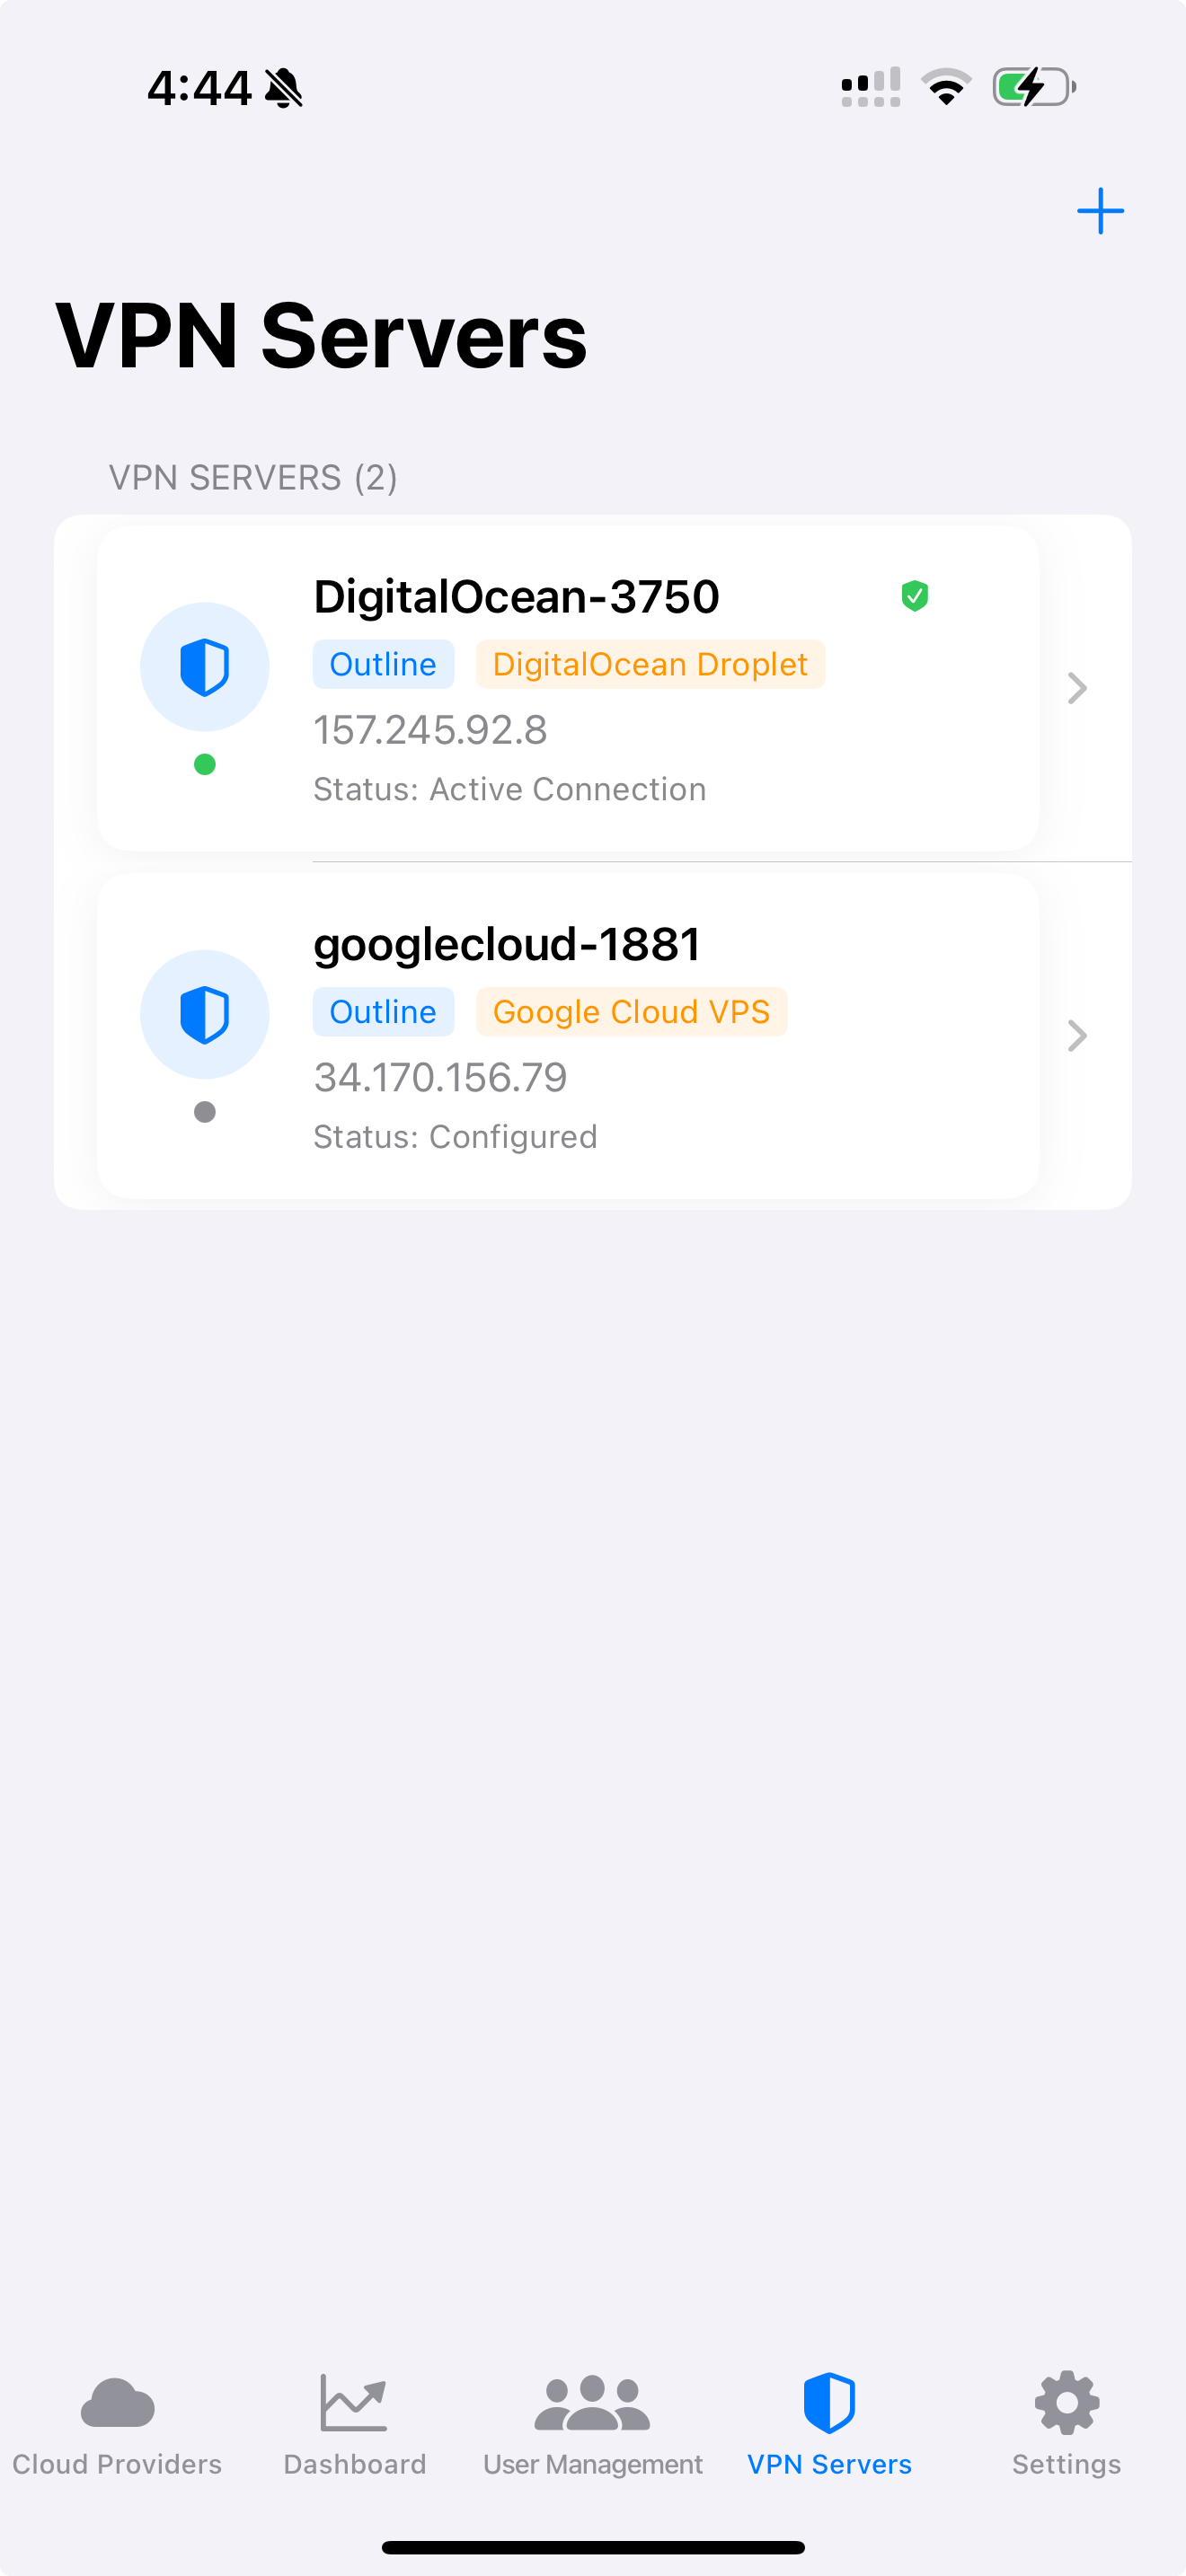 4:44
VPN Servers
VPN SERVERS (2)
DigitalOcean-3750
Outline DigitalOcean Droplet
157.245.92.8
Status: Active Connection
googlecloud-1881
Outline Google Cloud VPS
34.170.156.79
Status: Configured
Cloud Providers Dashboard User Management VPN Servers Settings